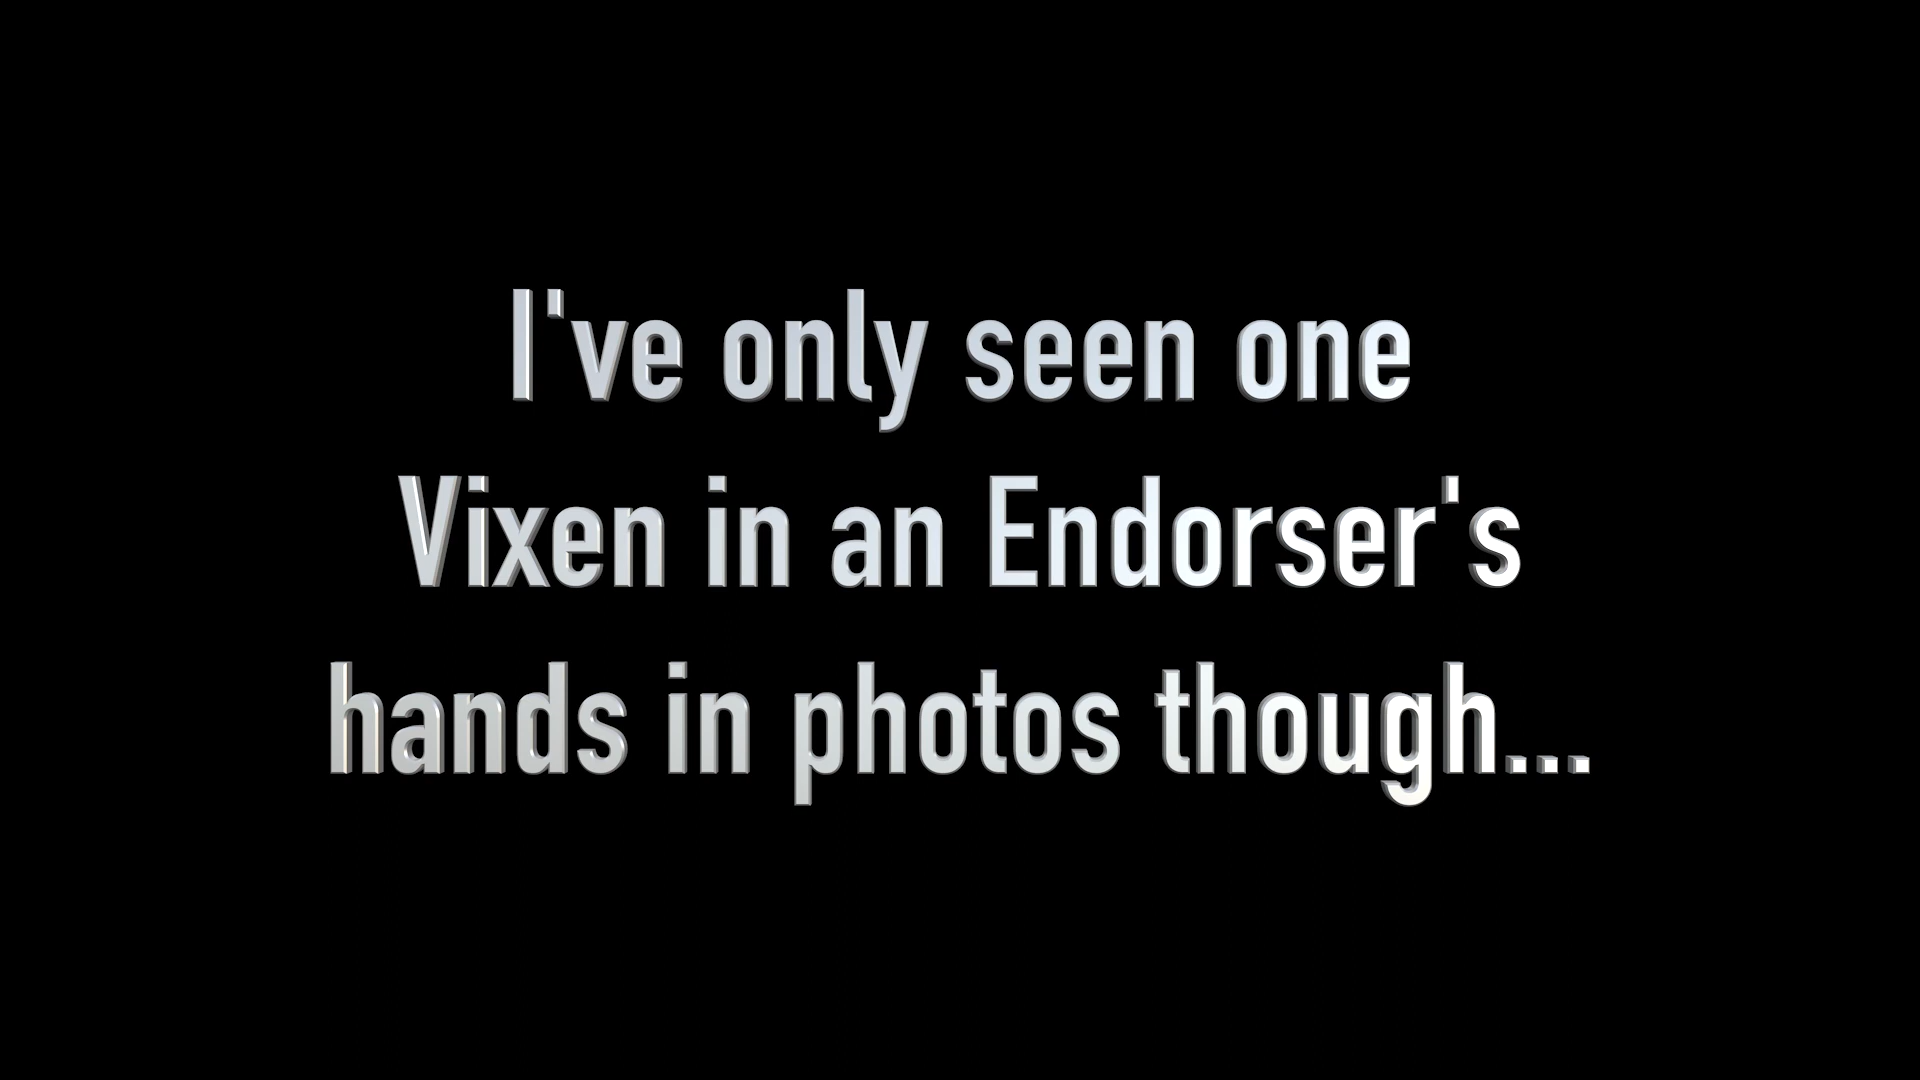 I've only seen one
Vixen in an Endorser's
hands in photos though...